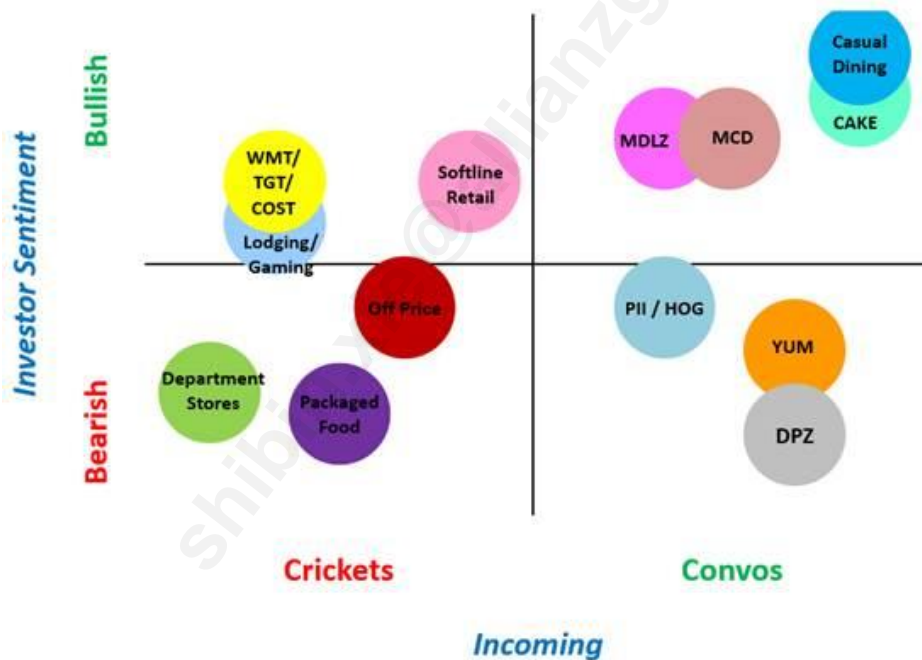 Investor Sentiment
Bullish
Bearish
Casual
Dining
CAKE
MDLZ
MCD
WMT/
TGT/
COST
Lodging/
Gaming
Softline
Retail
Off Price
PII / HOG
YUM
DPZ
Department
Stores
Packaged
Food
Crickets
Convos
Incoming